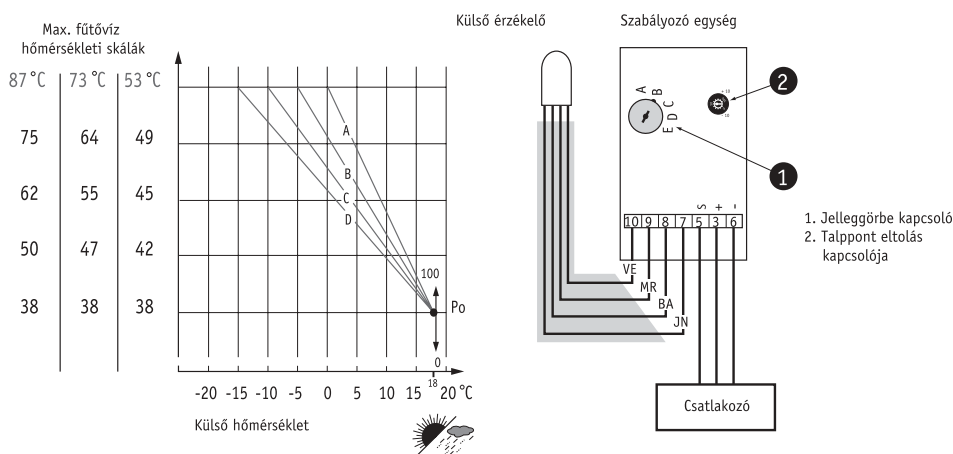 Max. fűtővíz
hőmérsékleti skálák
87 °C 73 °C 53 °C
75 64 49
62 55 45
50 47 42
38 38 38
A
B
C
D
100
Po
0
18
-20 -15 -10 -5 0 5 10 15 20 °C
Külső hőmérséklet
Külső érzékelő
Szabályozó egység
A
B
C
D
E
2
1
S + -
10 9 8 7 5 3 6
VE
MR
BA
JN
Csatlakozó
1. Jelleggörbe kapcsoló
2. Talppont eltolás
kapcsolója